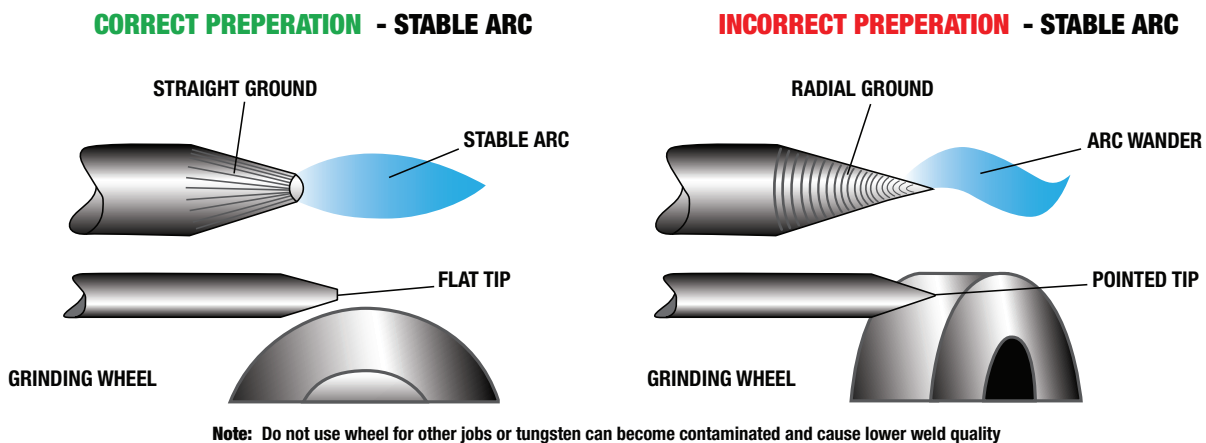 CORRECT PREPERATION - STABLE ARC
STRAIGHT GROUND
STABLE ARC
FLAT TIP
GRINDING WHEEL
INCORRECT PREPERATION - STABLE ARC
RADIAL GROUND
ARC WANDER
POINTED TIP
GRINDING WHEEL
Note: Do not use wheel for other jobs or tungsten can become contaminated and cause lower weld quality